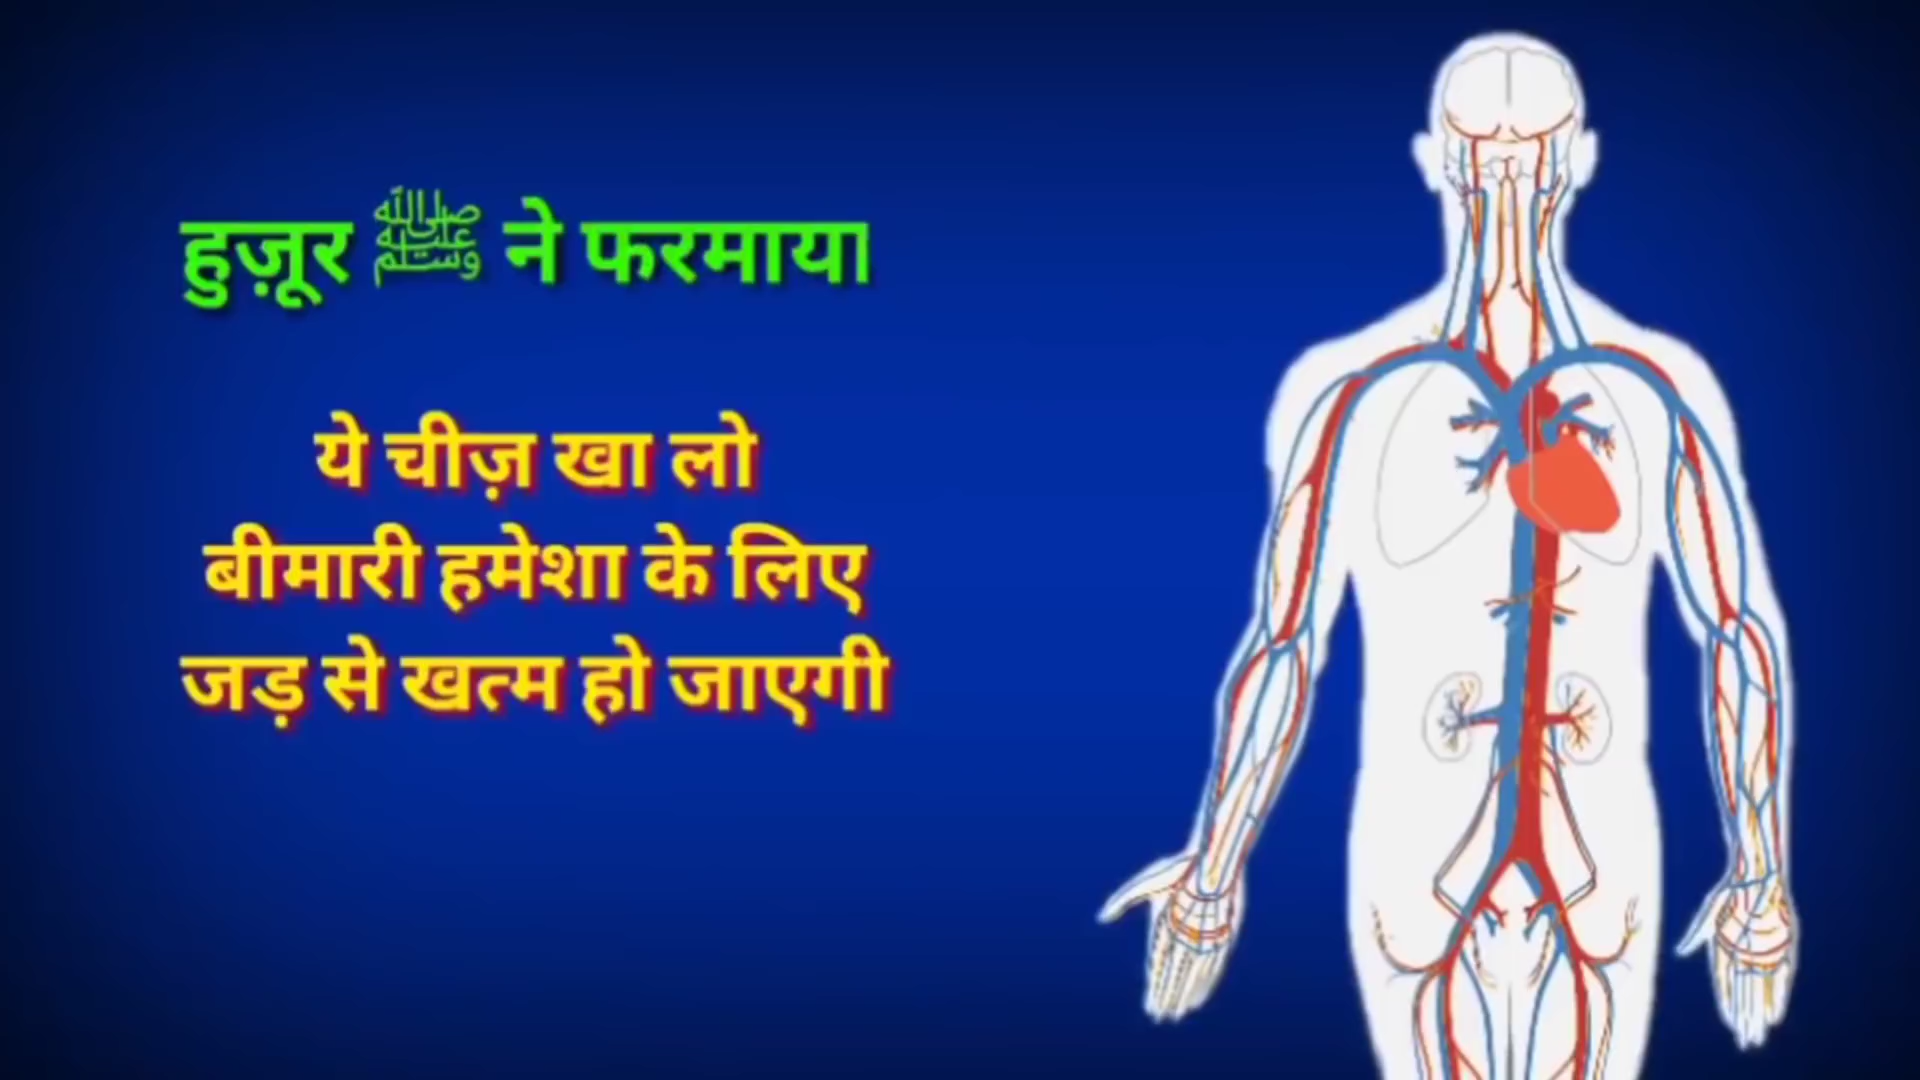 हुज़ूर ﷺ ने फरमाया
ये चीज़ खा लो
बीमारी हमेशा के लिए
जड़ से खत्म हो जाएगी